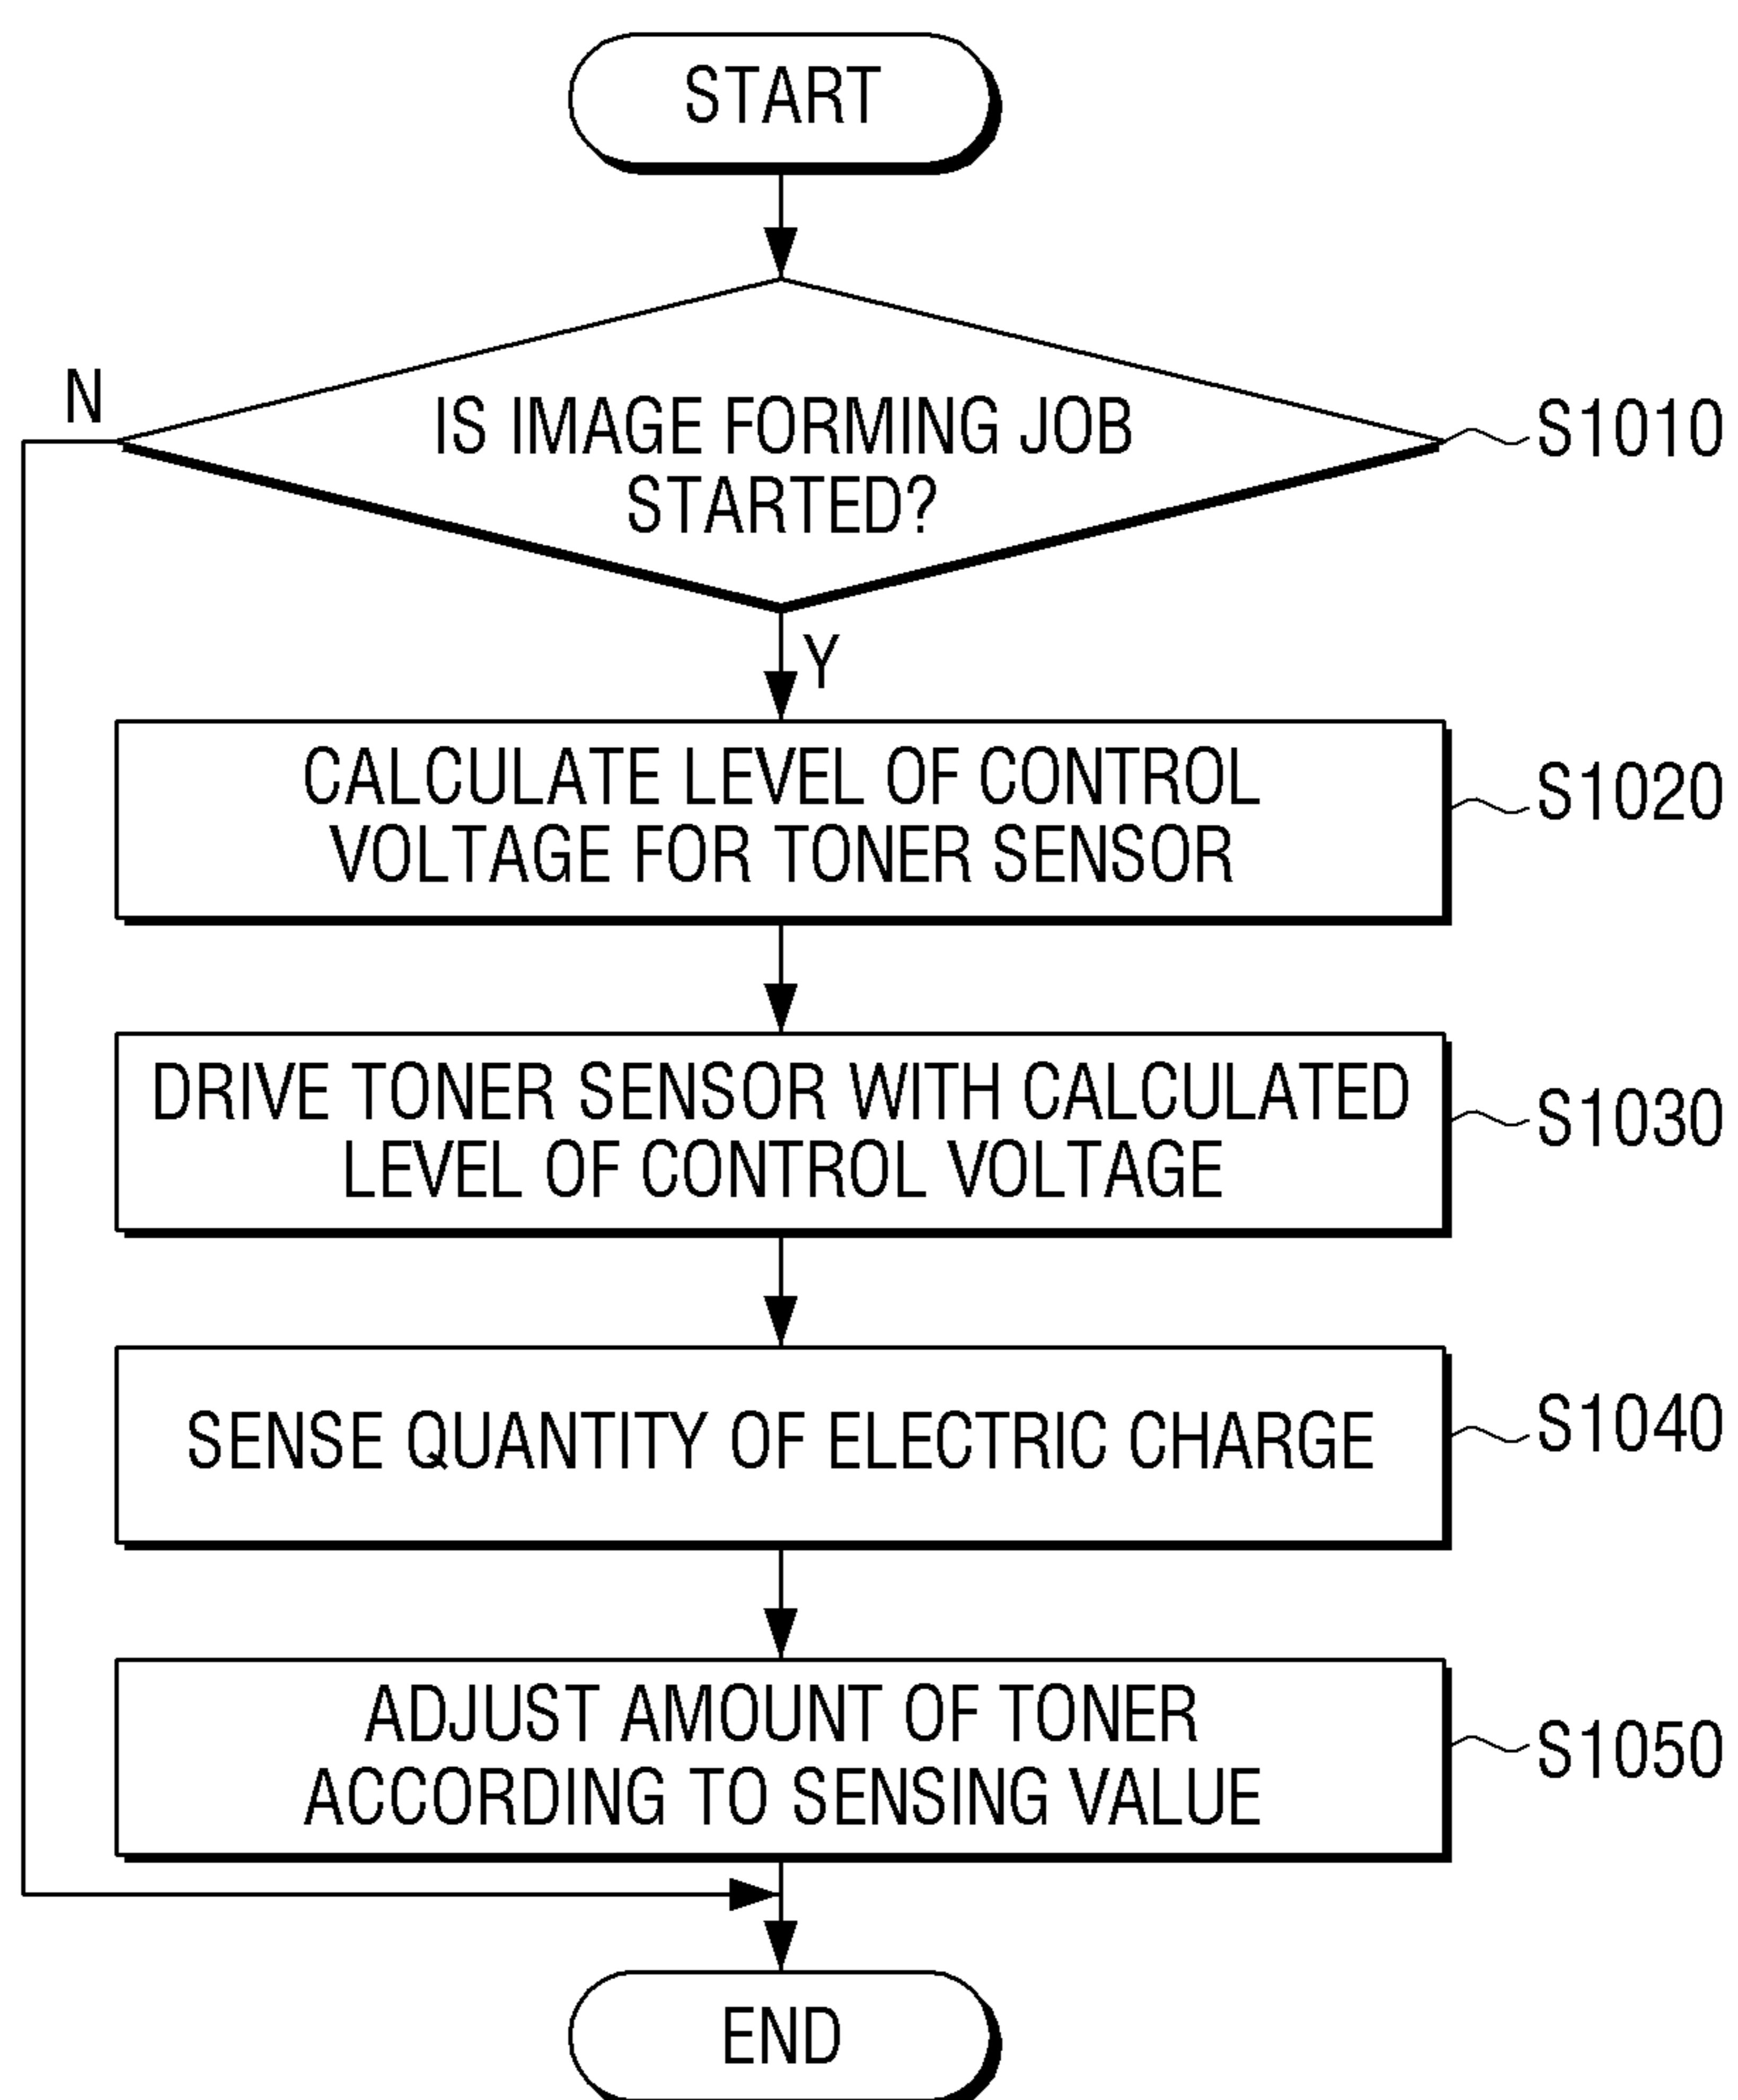 START
N
IS IMAGE FORMING JOB
STARTED?
S1010
Y
CALCULATE LEVEL OF CONTROL
VOLTAGE FOR TONER SENSOR
S1020
DRIVE TONER SENSOR WITH CALCULATED
LEVEL OF CONTROL VOLTAGE
S1030
SENSE QUANTITY OF ELECTRIC CHARGE
S1040
ADJUST AMOUNT OF TONER
ACCORDING TO SENSING VALUE
S1050
END